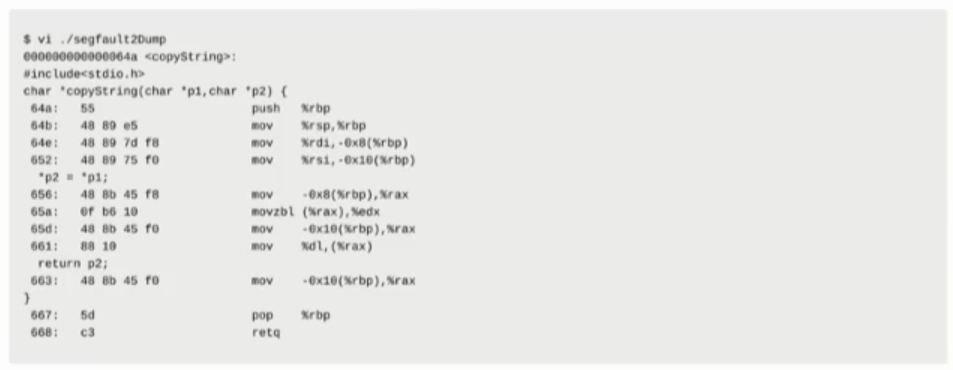 $ vi ./segfault2Dump
000000000000064a <copyString>:
#include<stdio.h>
char *copyString(char *p1,char *p2) {
64a: 55 push %rbp
64b: 48 89 e5 mov %rsp,%rbp
64e: 48 89 7d f8 mov %rdi,-0x8(%rbp)
652: 48 89 75 f0 mov %rsi,-0x10(%rbp)
*p2 = *p1;
656: 48 8b 45 f8 mov -0x8(%rbp),%rax
65a: 0f b6 10 movzbl (%rax),%edx
65d: 48 8b 45 f0 mov -0x10(%rbp),%rax
661: 88 10 mov %dl,(%rax)
return p2;
663: 48 8b 45 f0 mov -0x10(%rbp),%rax
}
667: 5d pop %rbp
668: c3 retq